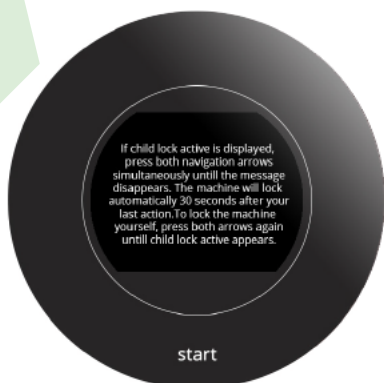 If child lock active is displayed,
press both navigation arrows
simultaneously untill the message
disappears. The machine will lock
automatically 30 seconds after your
last action.To lock the machine
yourself, press both arrows again
untill child lock active appears.
start